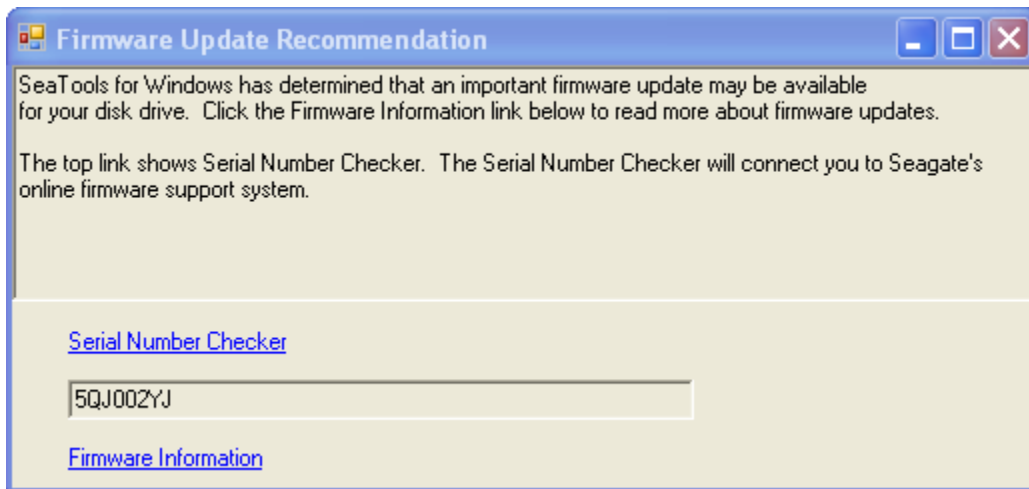 Firmware Update Recommendation
SeaTools for Windows has determined that an important firmware update may be available
for your disk drive.  Click the Firmware Information link below to read more about firmware updates.
The top link shows Serial Number Checker.  The Serial Number Checker will connect you to Seagate's
online firmware support system.
Serial Number Checker
5QJ002YJ
Firmware Information